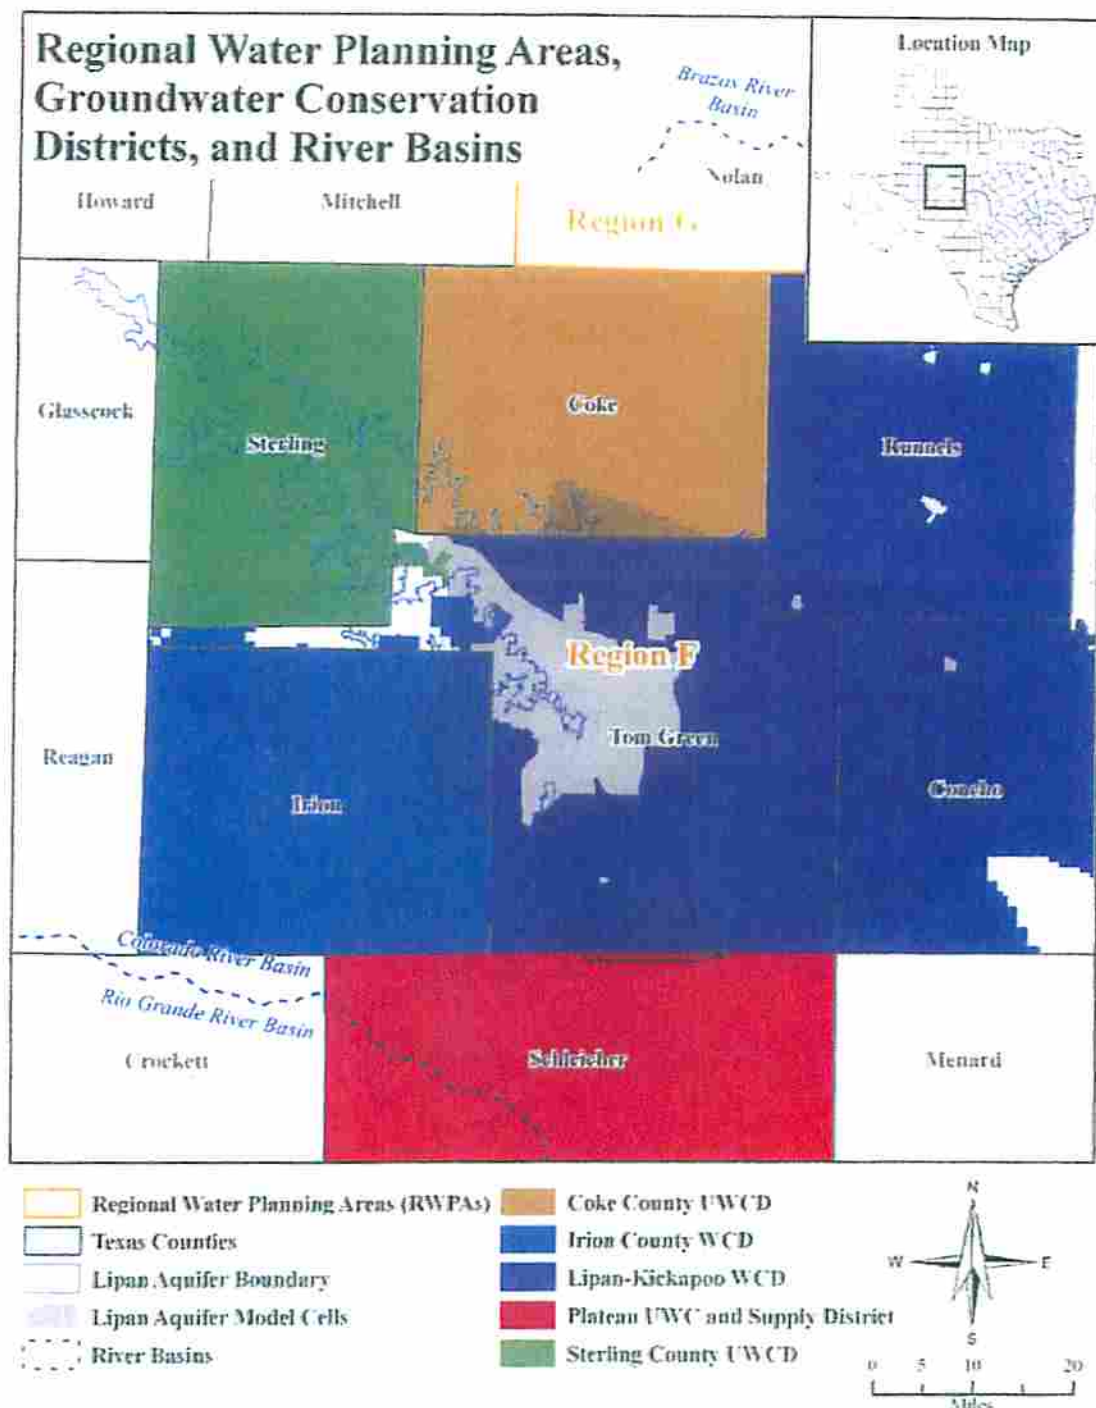 Regional Water Planning Areas,
Groundwater Conservation
Districts, and River Basins
Location Map
Brazos River
Basin
Nolan
Howard
Mitchell
Region G
Glasscock
Sterling
Coke
Runnels
Region F
Tom Green
Reagan
Irion
Concho
Colorado River Basin
Rio Grande River Basin
Crockett
Schleicher
Menard
Regional Water Planning Areas (RWPAs)
Texas Counties
Lipan Aquifer Boundary
Lipan Aquifer Model Cells
River Basins
Coke County UWCD
Irion County WCD
Lipan-Kickapoo WCD
Plateau UWC and Supply District
Sterling County UWCD
N
W
E
S
0 5 10 20
Miles